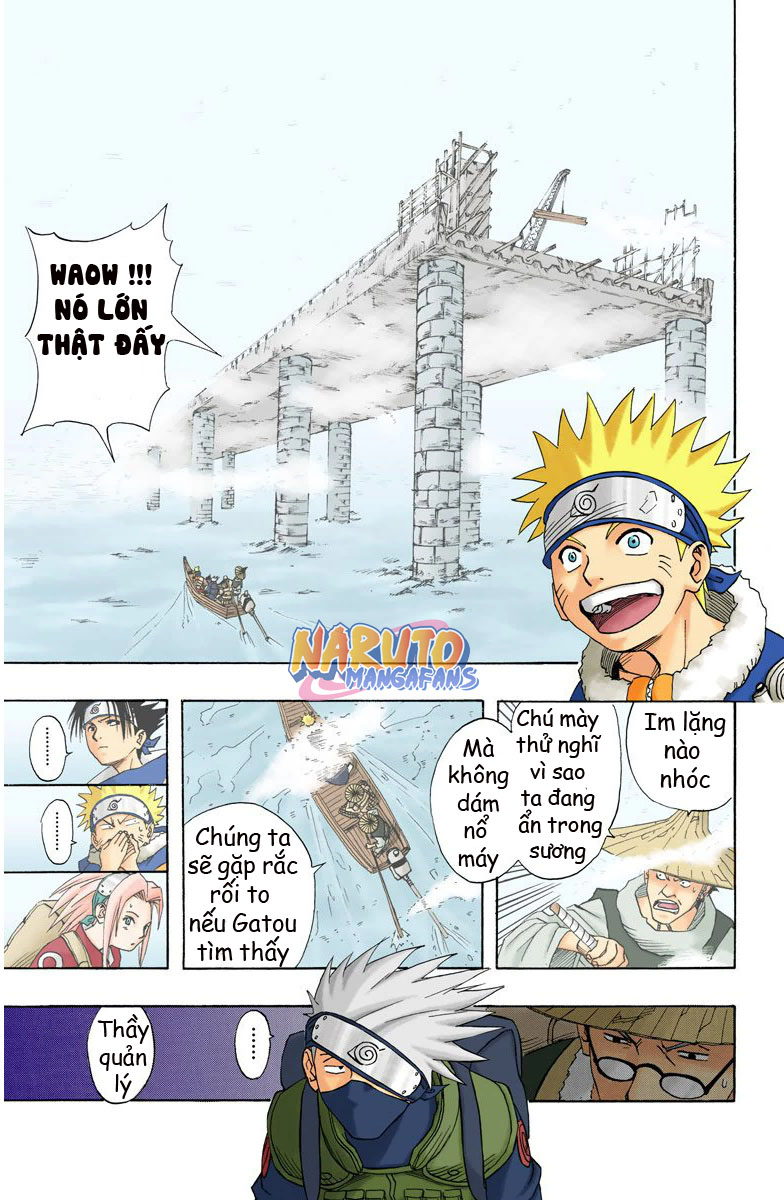 WAOW !!!
NÓ LỚN
THẬT ĐẤY
NARUTO
MANGAFANS
Im lặng
nào
nhóc
Chú mày
thử nghĩ
vì sao
ta đang
ẩn trong
sương
Mà
không
dám
nổ
máy
Chúng ta
sẽ gặp rắc
rối to
nếu Gatou
tìm thấy
......
......
......
Thầy
quản
lý